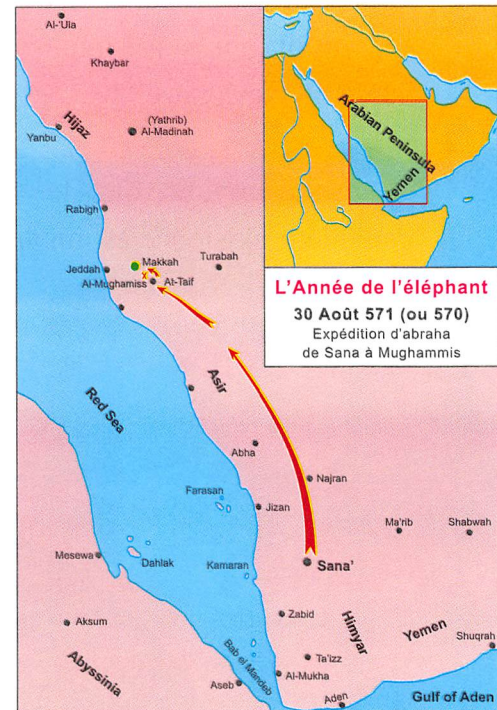 Al-'Ula
Khaybar
Hijaz
(Yathrib)
Al-Madinah
Yanbu
Rabigh
Makkah
Turabah
Jeddah
x
Al-Mughamiss
At-Taif
Arabian Peninsula
Yemen
L'Année de l'éléphant
30 Août 571 (ou 570)
Expédition d'abraha
de Sana à Mughammis
Asir
Red Sea
Abha
Najran
Farasan
Jizan
Ma'rib
Shabwah
Mesewa
Dahlak
Kamaran
Sana'
Zabid
Himyar
Yemen
Aksum
Shuqrah
Abyssinia
Bab el Mandeb
Ta'izz
Al-Mukha
Aseb
Aden
Gulf of Aden